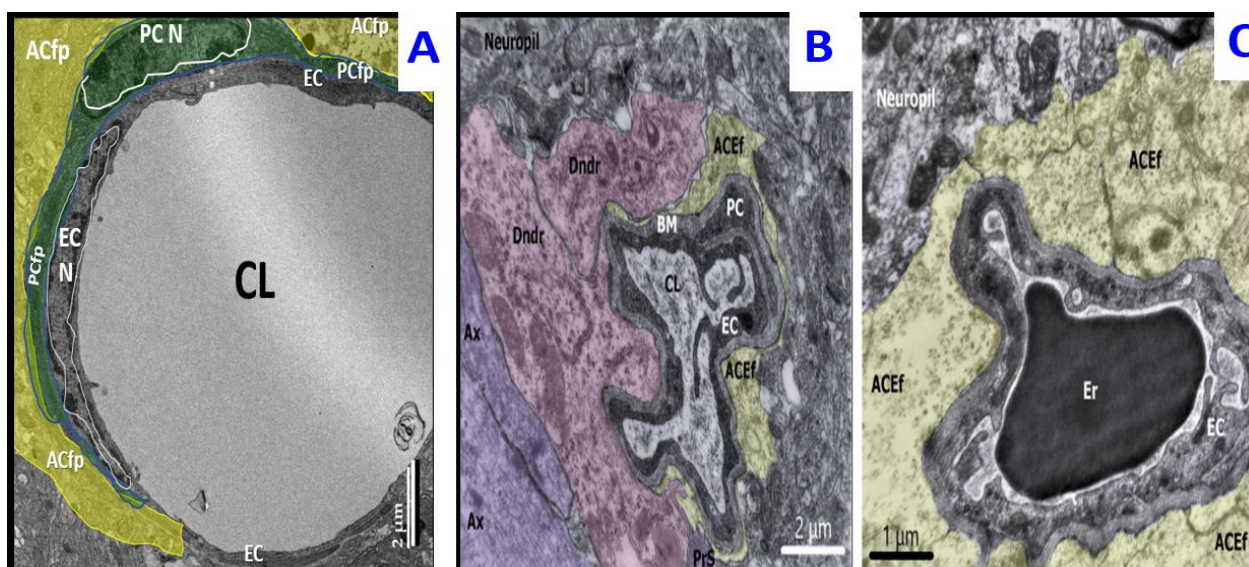 A
ACfp
PC N
ACfp
PCfp
EC
EC
N
PCfp
CL
ACfp
EC
2 µm
B
Neuropil
Dndr
ACEf
PC
BM
Dndr
CL
EC
Ax
ACEf
Ax
PrS
2 µm
C
Neuropil
ACEf
ACEf
Er
EC
1 µm
ACEf